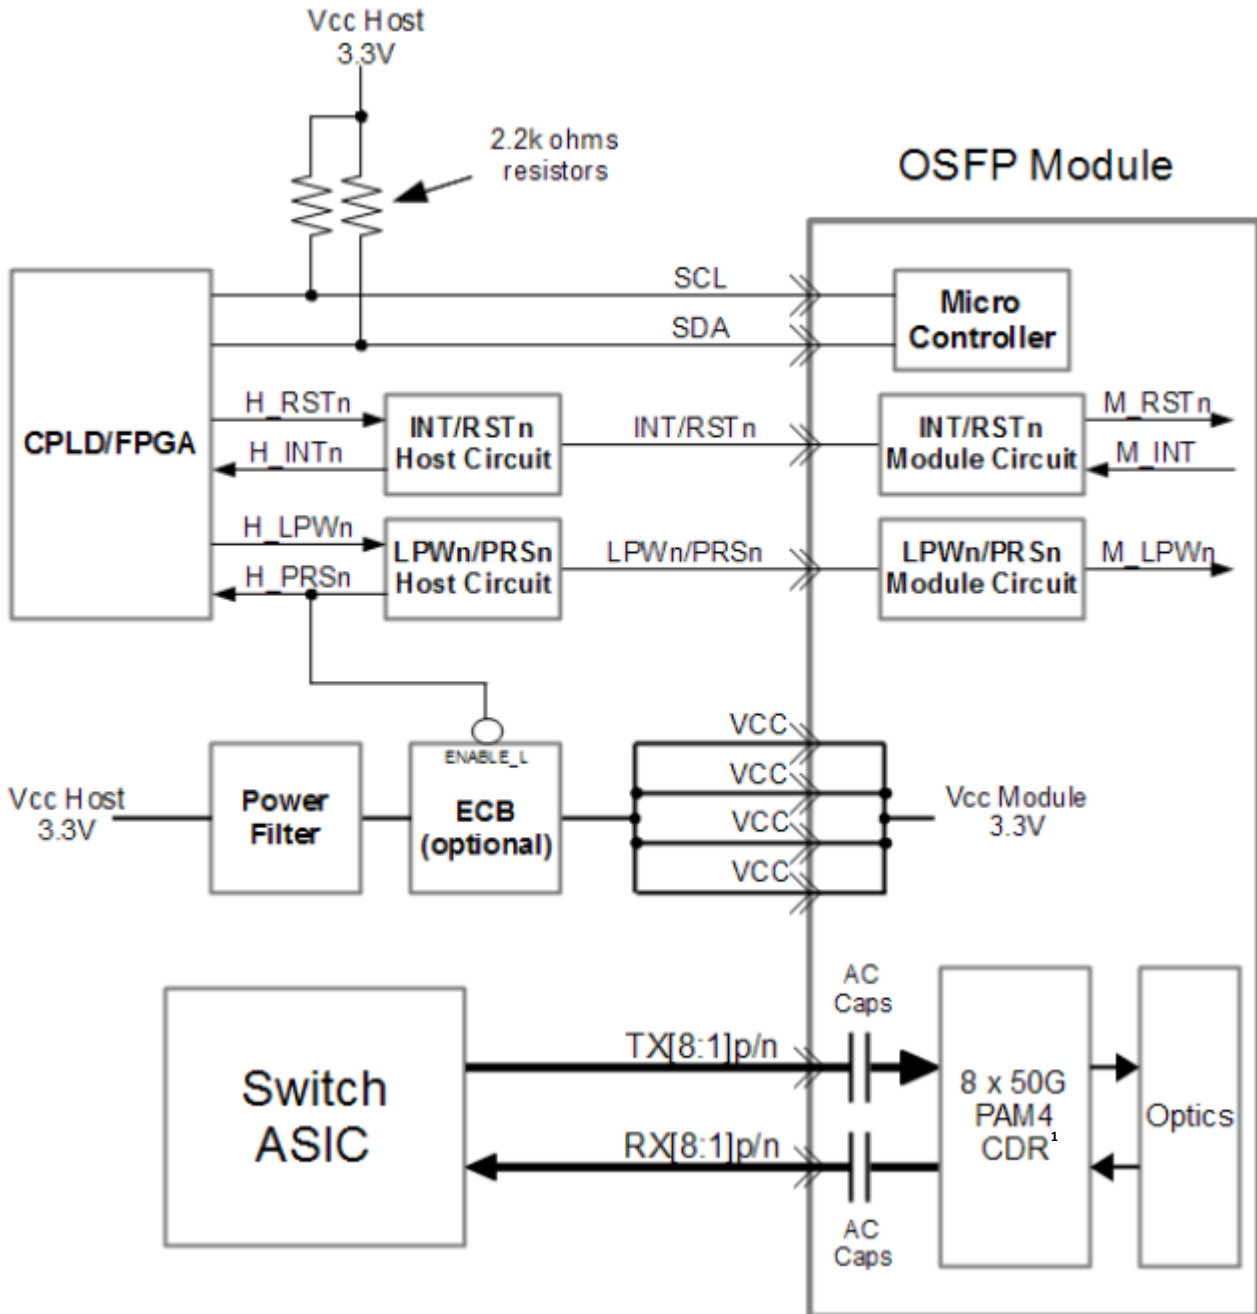 Vcc Host
3.3V
2.2k ohms
resistors
OSFP Module
SCL
SDA
Micro
Controller
CPLD/FPGA
H_RSTn
H_INTn
INT/RSTn
Host Circuit
INT/RSTn
INT/RSTn
Module Circuit
M_RSTn
M_INT
H_LPWn
H_PRSn
LPWn/PRSn
Host Circuit
LPWn/PRSn
LPWn/PRSn
Module Circuit
M_LPWn
Vcc Host
3.3V
Power
Filter
ENABLE_L
ECB
(optional)
VCC
VCC
VCC
VCC
Vcc Module
3.3V
Switch
ASIC
TX[8:1]p/n
RX[8:1]p/n
AC
Caps
AC
Caps
8 x 50G
PAM4
CDR¹
Optics